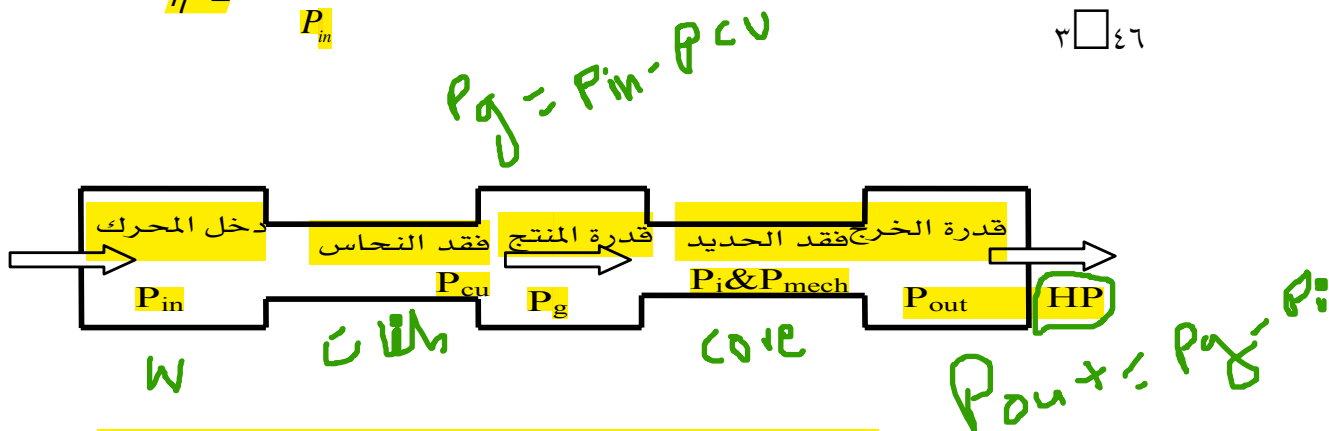 η =
P_in
٣□٤٦
Pg = Pin - PCU
دخل المحرك
فقد النحاس
قدرة المنتج
فقد الحديد
قدرة الخرج
P_in
P_cu
P_g
P_i&P_mech
P_out
HP
W
ملفات
core
Pout = Pg - Pi